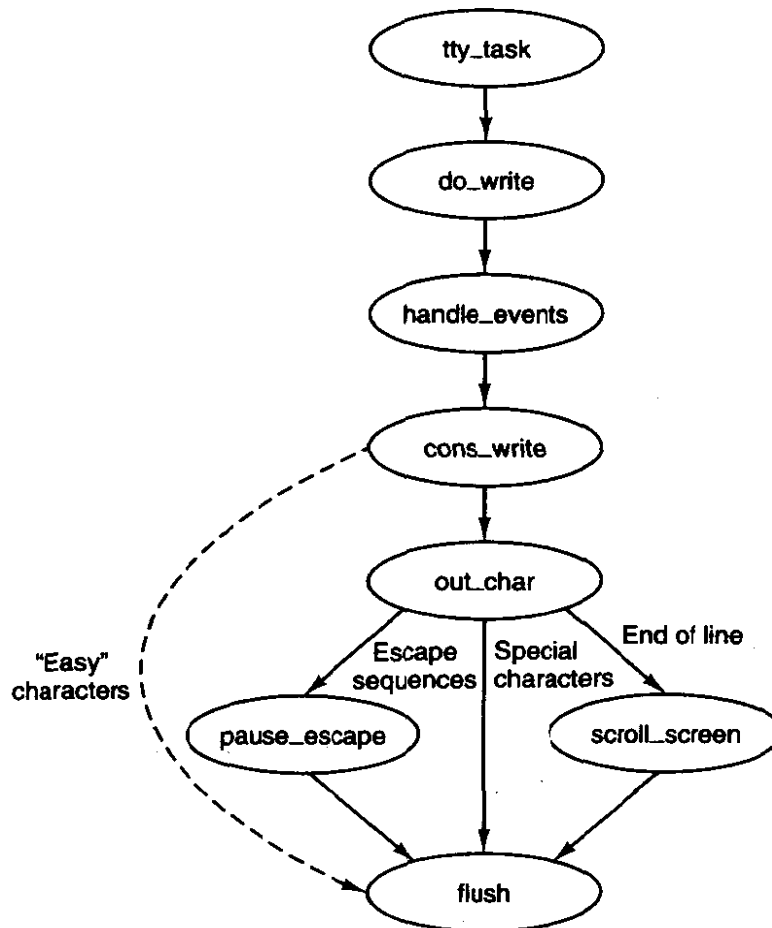 tty_task
do_write
handle_events
cons_write
out_char
End of line
"Easy"
characters
Escape
sequences
Special
characters
pause_escape
scroll_screen
flush